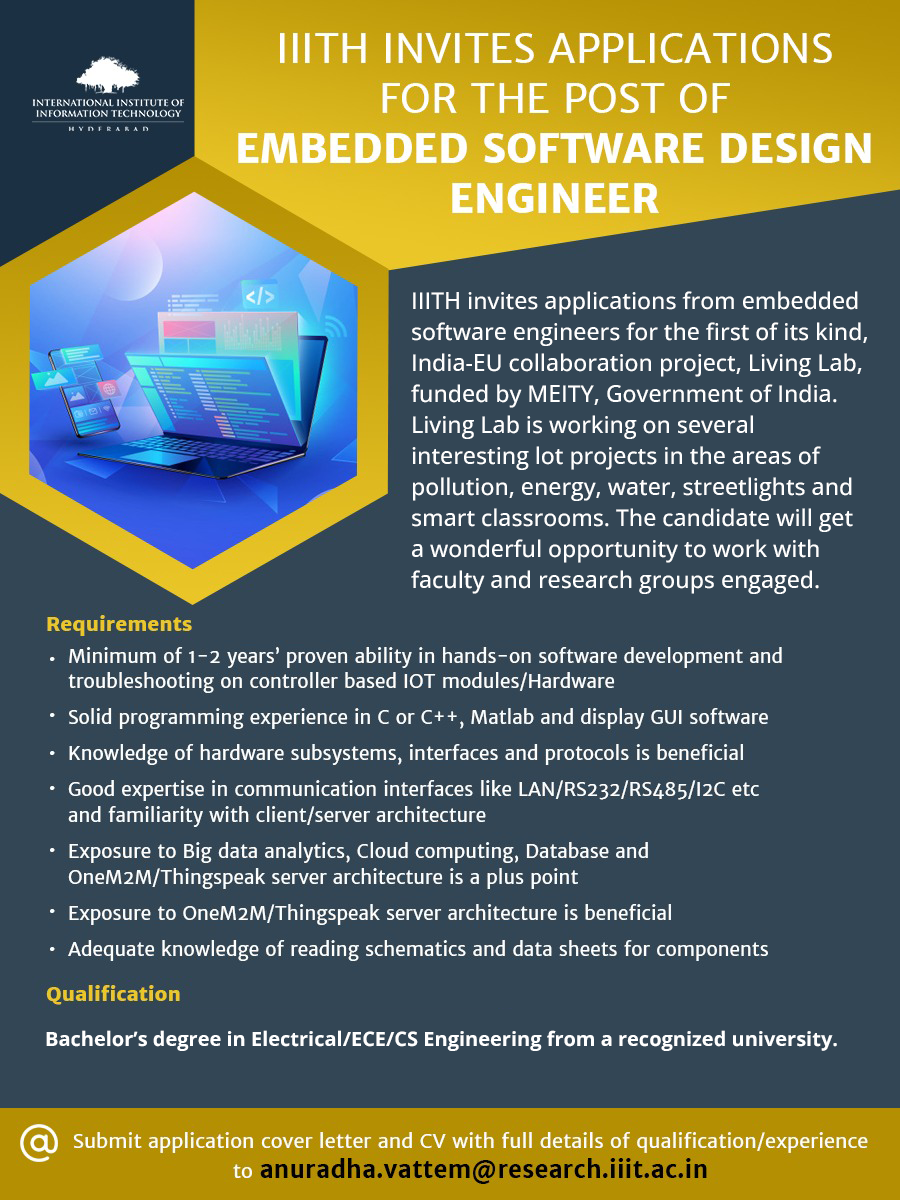 INTERNATIONAL INSTITUTE OF
INFORMATION TECHNOLOGY
HYDERABAD
IIITH INVITES APPLICATIONS
FOR THE POST OF
EMBEDDED SOFTWARE DESIGN
ENGINEER
</>
IIITH invites applications from embedded
software engineers for the first of its kind,
India-EU collaboration project, Living Lab,
funded by MEITY, Government of India.
Living Lab is working on several
interesting lot projects in the areas of
pollution, energy, water, streetlights and
smart classrooms. The candidate will get
a wonderful opportunity to work with
faculty and research groups engaged.
Requirements
• Minimum of 1-2 years’ proven ability in hands-on software development and
troubleshooting on controller based IOT modules/Hardware
• Solid programming experience in C or C++, Matlab and display GUI software
• Knowledge of hardware subsystems, interfaces and protocols is beneficial
• Good expertise in communication interfaces like LAN/RS232/RS485/I2C etc
and familiarity with client/server architecture
• Exposure to Big data analytics, Cloud computing, Database and
OneM2M/Thingspeak server architecture is a plus point
• Exposure to OneM2M/Thingspeak server architecture is beneficial
• Adequate knowledge of reading schematics and data sheets for components
Qualification
Bachelor’s degree in Electrical/ECE/CS Engineering from a recognized university.
@ Submit application cover letter and CV with full details of qualification/experience
to anuradha.vattem@research.iiit.ac.in